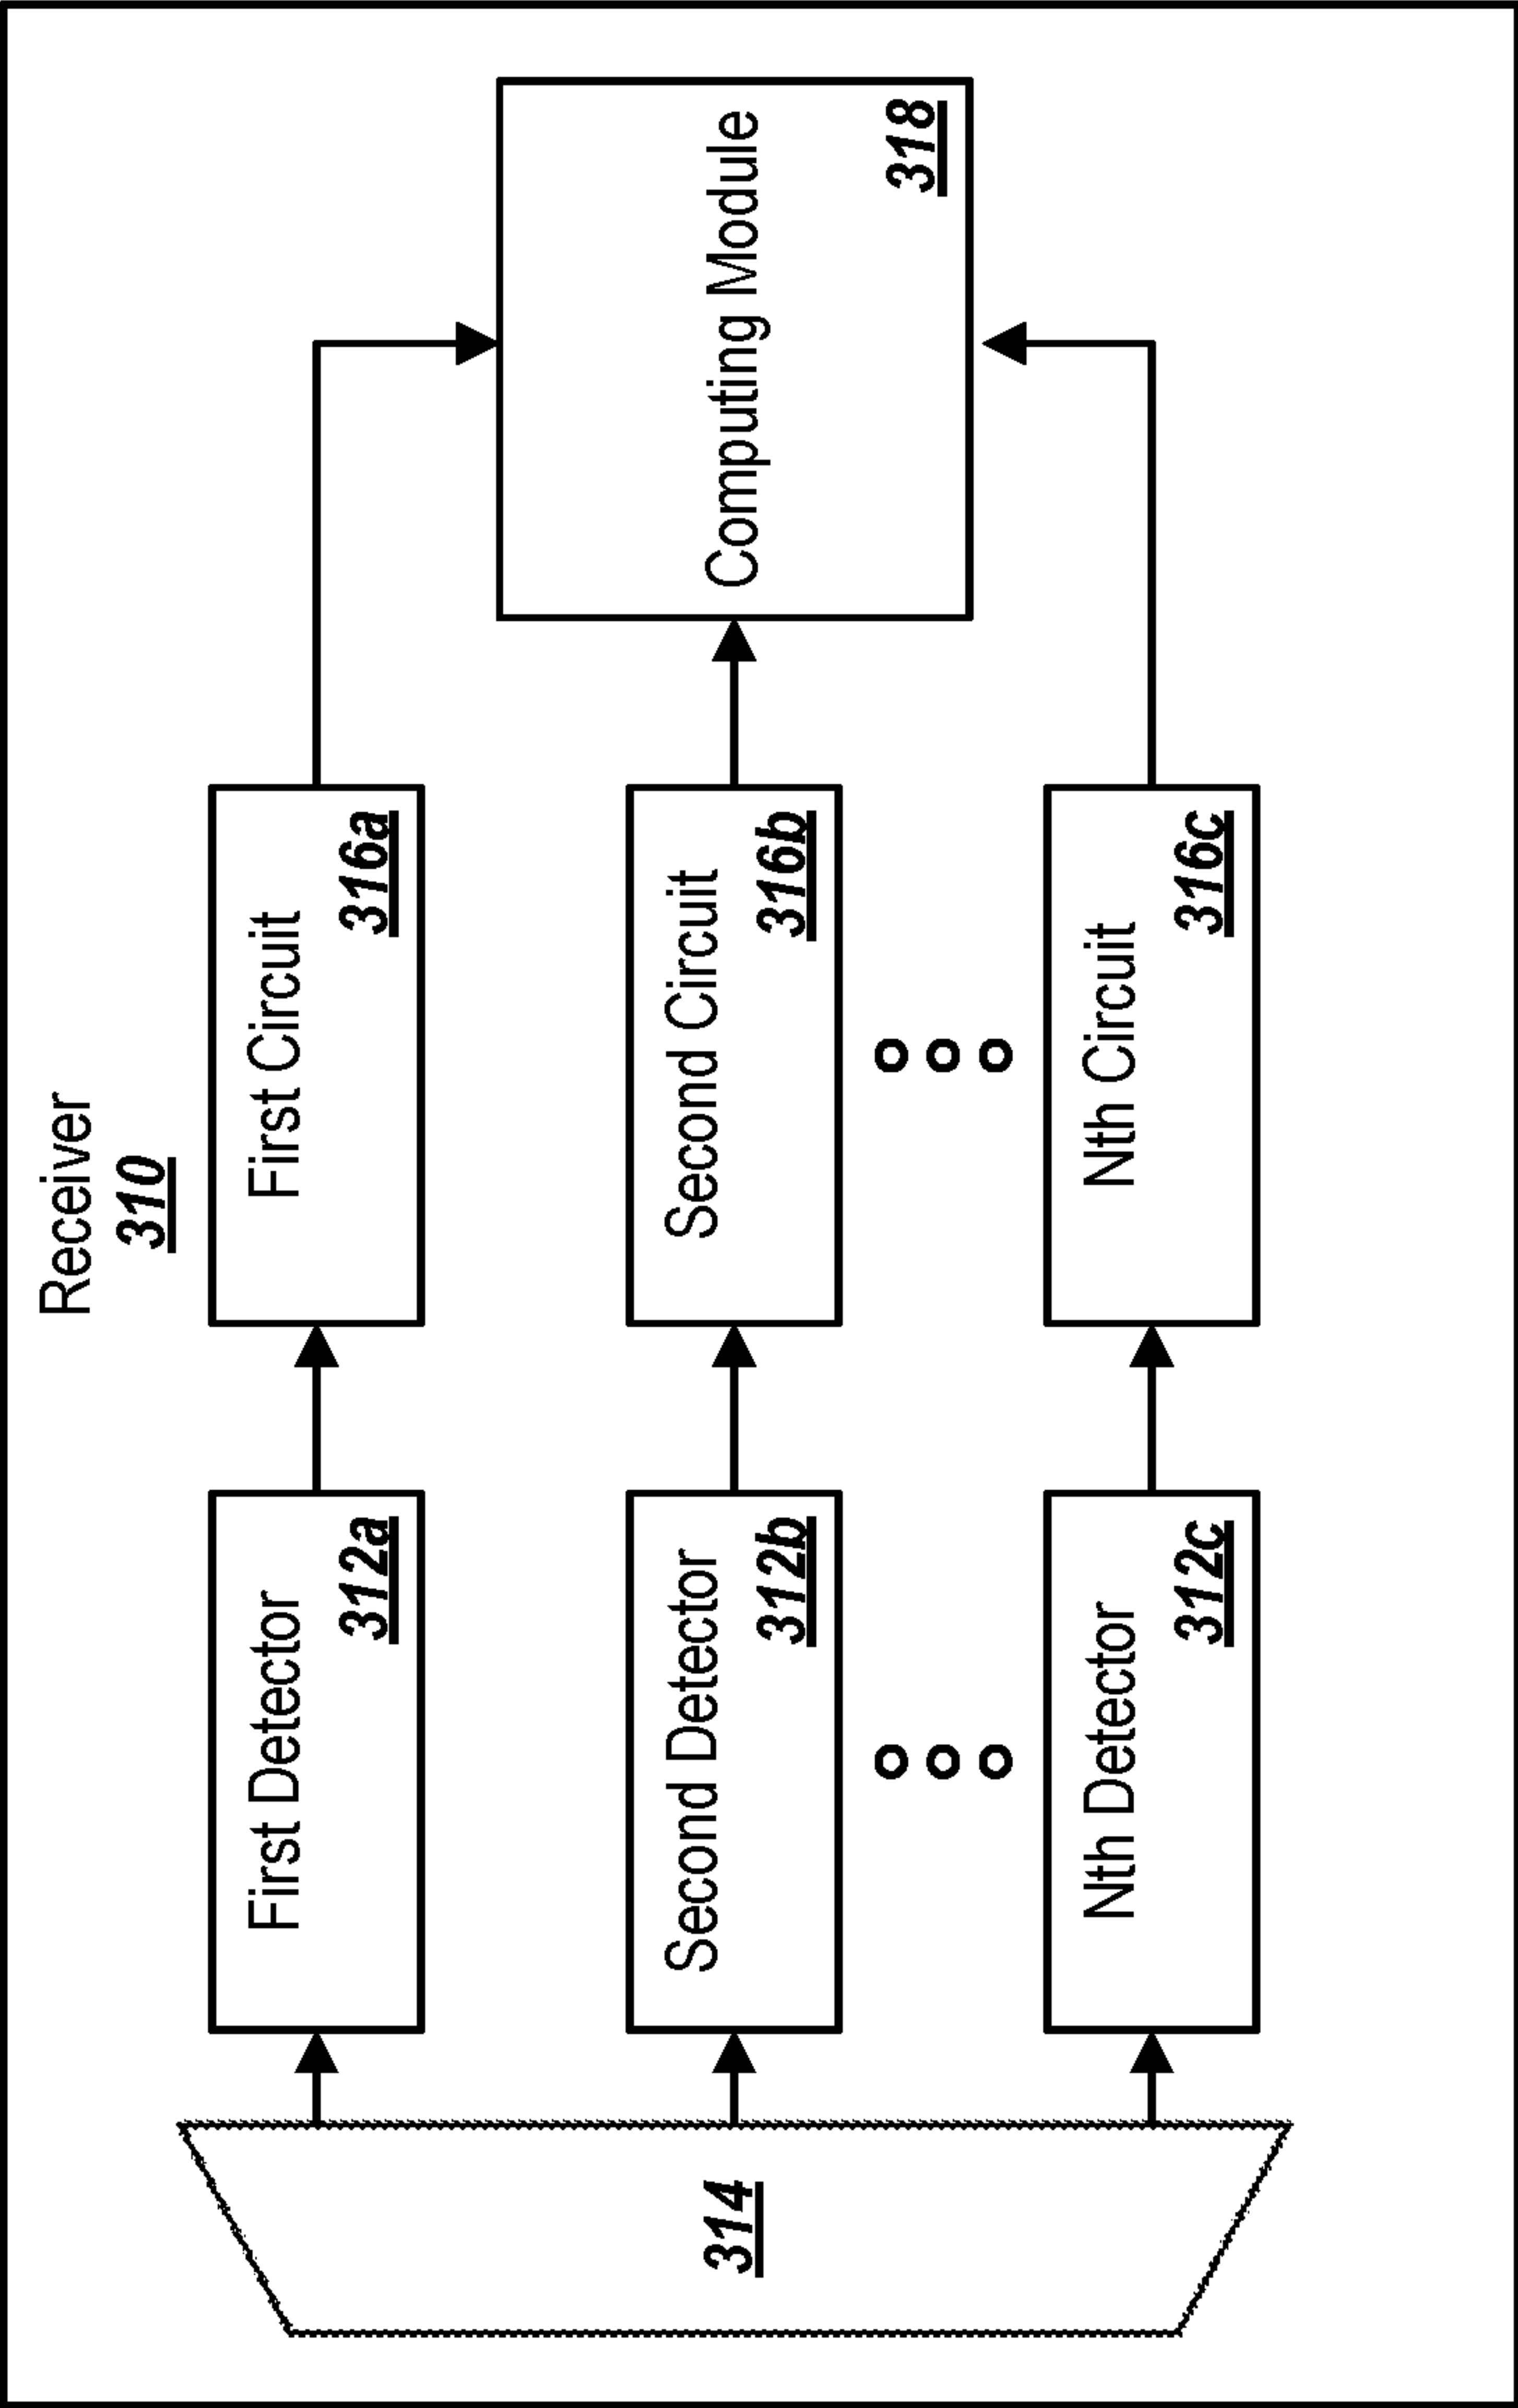 Receiver
310
314
First Detector
312a
First Circuit
316a
Second Detector
312b
Second Circuit
316b
Computing Module
318
Nth Detector
312c
Nth Circuit
316c